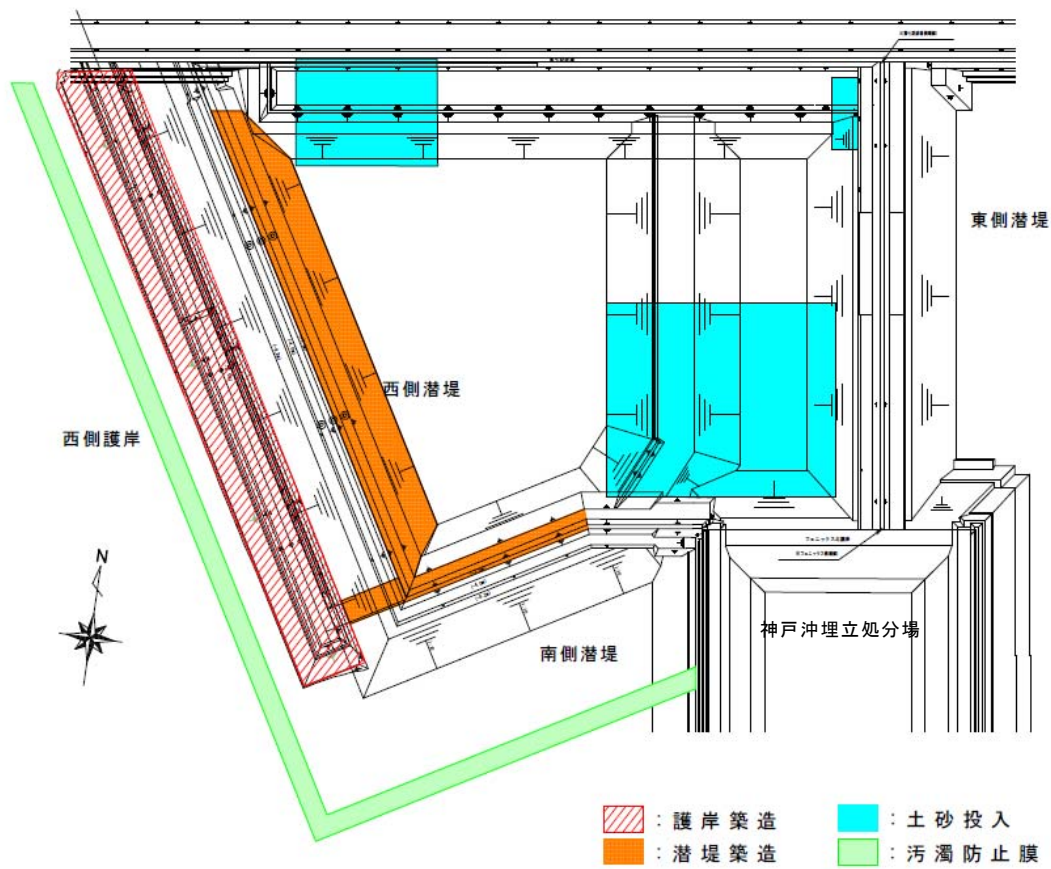 東側潜堤
西側潜堤
西側護岸
N
神戸沖埋立処分場
南側潜堤
：護岸築造
：土砂投入
：潜堤築造
：汚濁防止膜